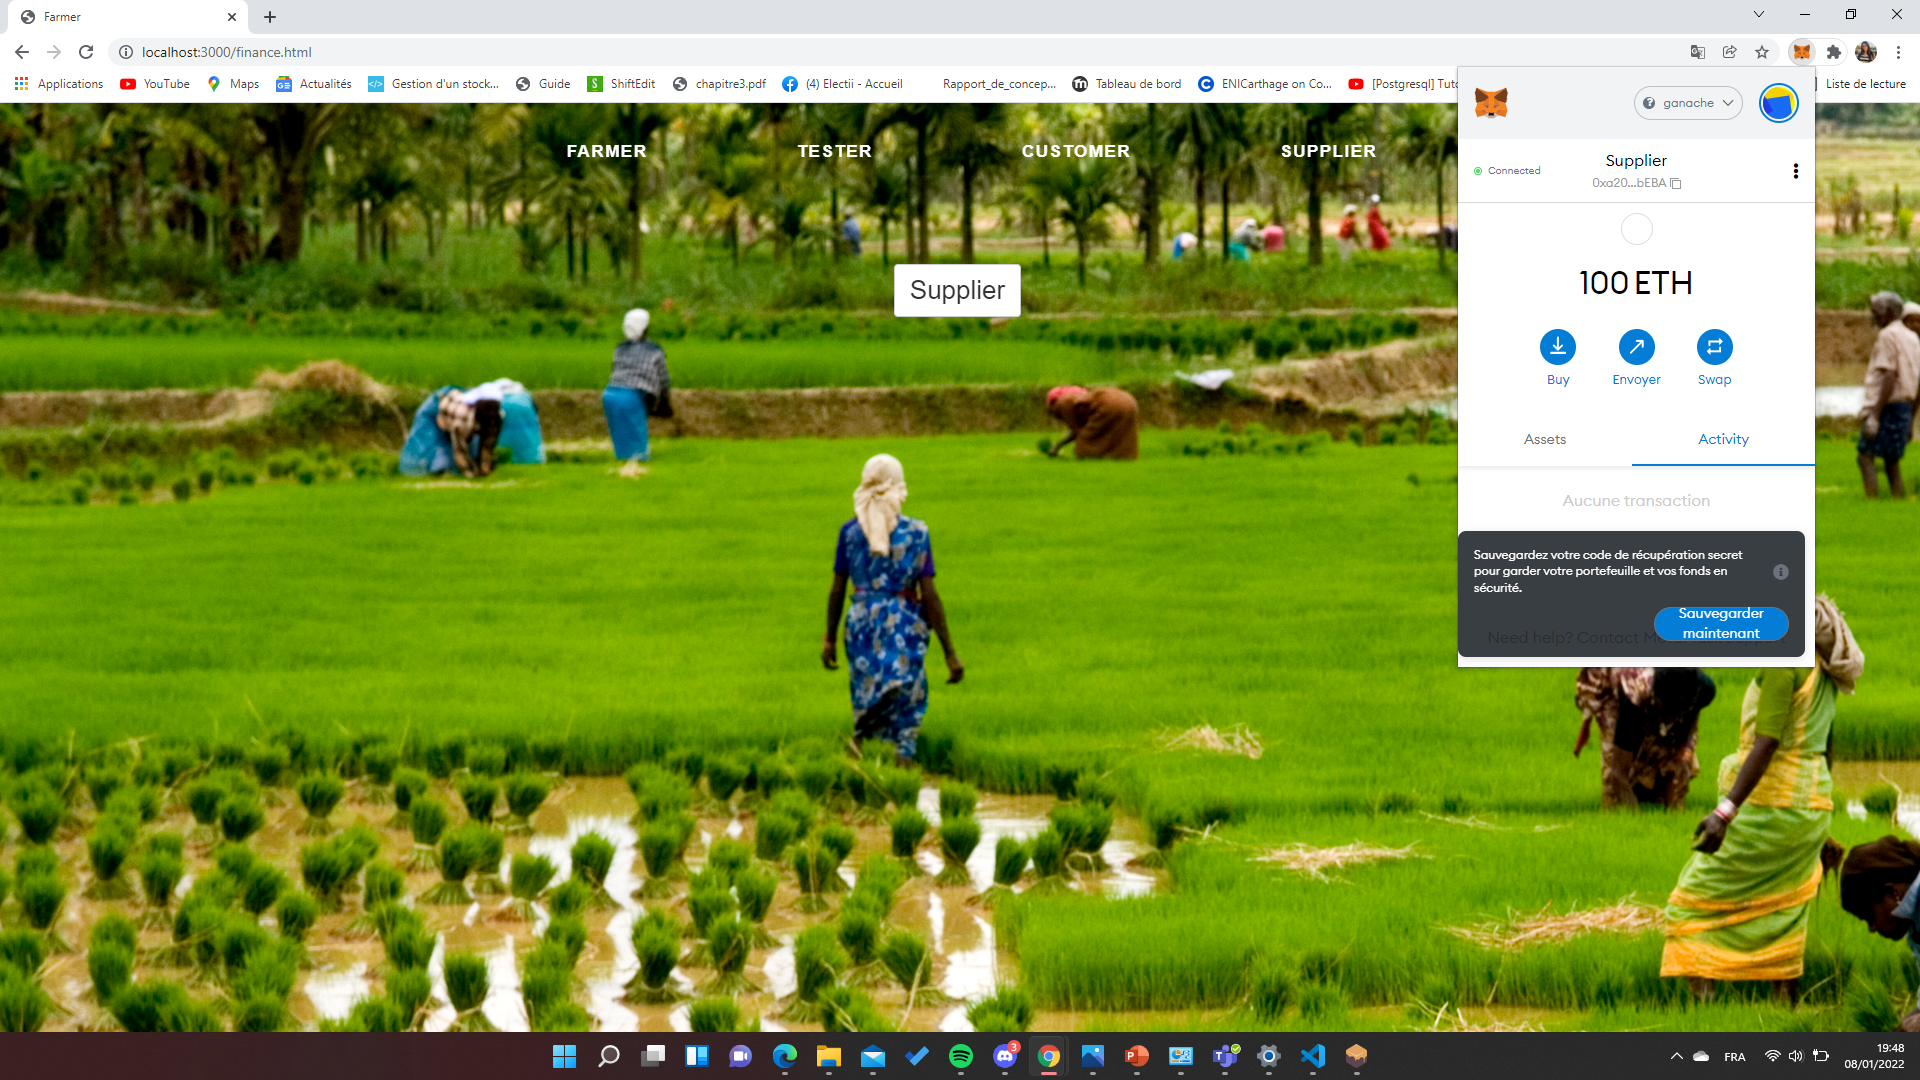 Farmer
localhost:3000/finance.html
Applications
YouTube
Maps
Actualités
Gestion d'un stock...
Guide
ShiftEdit
chapitre3.pdf
(4) Electii - Accueil
Rapport_de_concep...
Tableau de bord
ENICarthage on Co...
[Postgresql] Tuto
Liste de lecture
FARMER
TESTER
CUSTOMER
SUPPLIER
Supplier
ganache
Connected
Supplier
0xa20...bEBA
100 ETH
Buy
Envoyer
Swap
Assets
Activity
Aucune transaction
Sauvegardez votre code de récupération secret
pour garder votre portefeuille et vos fonds en
sécurité.
Sauvegarder
maintenant
Need help? Contact
3
FRA
19:48
08/01/2022